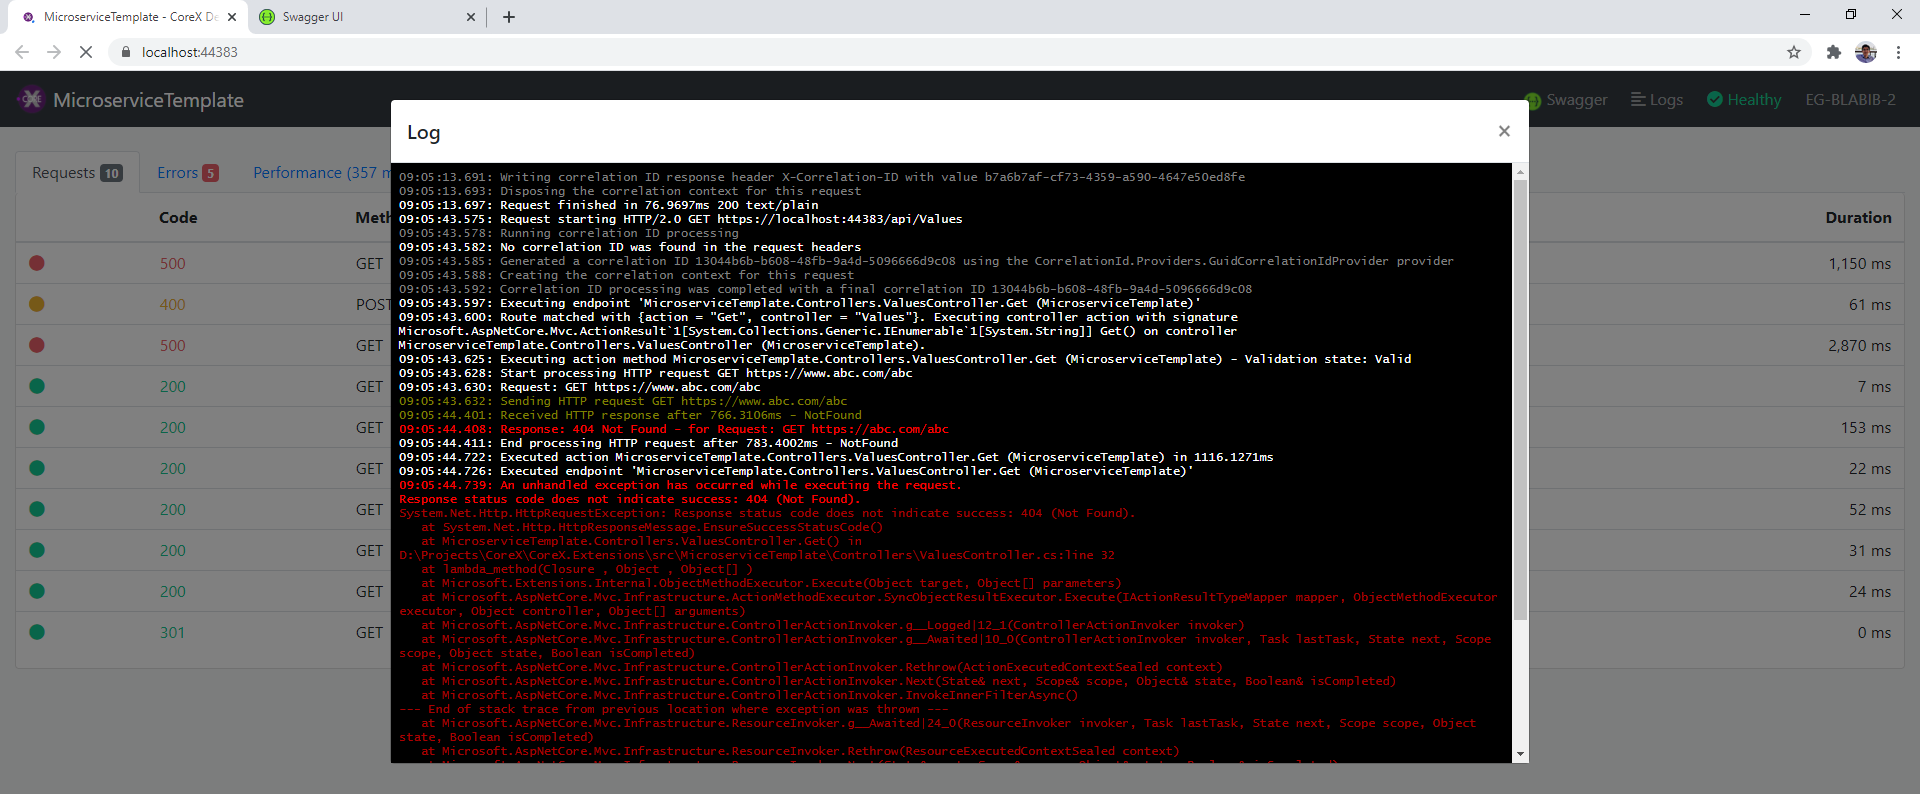 MicroserviceTemplate - CoreX De
Swagger UI
localhost:44383
CORE X MicroserviceTemplate
Swagger
Logs
Healthy
EG-BLABIB-2
Log
×
Requests 10
Errors 5
Performance (357 m
Code
Meth
Duration
500 GET 1,150 ms
400 POST 61 ms
500 GET 2,870 ms
200 GET 7 ms
200 GET 153 ms
200 GET 22 ms
200 GET 52 ms
200 GET 31 ms
200 GET 24 ms
301 GET 0 ms
09:05:13.691: Writing correlation ID response header X-Correlation-ID with value b7a6b7af-cf73-4359-a590-4647e50ed8fe
09:05:13.693: Disposing the correlation context for this request
09:05:13.697: Request finished in 76.9697ms 200 text/plain
09:05:43.575: Request starting HTTP/2.0 GET https://localhost:44383/api/Values
09:05:43.578: Running correlation ID processing
09:05:43.582: No correlation ID was found in the request headers
09:05:43.585: Generated a correlation ID 13044b6b-b608-48fb-9a4d-5096666d9c08 using the CorrelationId.Providers.GuidCorrelationIdProvider provider
09:05:43.588: Creating the correlation context for this request
09:05:43.592: Correlation ID processing was completed with a final correlation ID 13044b6b-b608-48fb-9a4d-5096666d9c08
09:05:43.597: Executing endpoint 'MicroserviceTemplate.Controllers.ValuesController.Get (MicroserviceTemplate)'
09:05:43.600: Route matched with {action = "Get", controller = "Values"}. Executing controller action with signature
Microsoft.AspNetCore.Mvc.ActionResult`1[System.Collections.Generic.IEnumerable`1[System.String]] Get() on controller
MicroserviceTemplate.Controllers.ValuesController (MicroserviceTemplate).
09:05:43.625: Executing action method MicroserviceTemplate.Controllers.ValuesController.Get (MicroserviceTemplate) - Validation state: Valid
09:05:43.628: Start processing HTTP request GET https://www.abc.com/abc
09:05:43.630: Request: GET https://www.abc.com/abc
09:05:43.632: Sending HTTP request GET https://www.abc.com/abc
09:05:44.401: Received HTTP response after 766.3106ms - NotFound
09:05:44.408: Response: 404 Not Found - for Request: GET https://abc.com/abc
09:05:44.411: End processing HTTP request after 783.4002ms - NotFound
09:05:44.722: Executed action MicroserviceTemplate.Controllers.ValuesController.Get (MicroserviceTemplate) in 1116.1271ms
09:05:44.726: Executed endpoint 'MicroserviceTemplate.Controllers.ValuesController.Get (MicroserviceTemplate)'
09:05:44.739: An unhandled exception has occurred while executing the request.
Response status code does not indicate success: 404 (Not Found).
System.Net.Http.HttpRequestException: Response status code does not indicate success: 404 (Not Found).
at System.Net.Http.HttpResponseMessage.EnsureSuccessStatusCode()
at MicroserviceTemplate.Controllers.ValuesController.Get() in
D:\Projects\CoreX\CoreX.Extensions\src\MicroserviceTemplate\Controllers\ValuesController.cs:line 32
at lambda_method(Closure , Object , Object[] )
at Microsoft.Extensions.Internal.ObjectMethodExecutor.Execute(Object target, Object[] parameters)
at Microsoft.AspNetCore.Mvc.Infrastructure.ActionMethodExecutor.SyncObjectResultExecutor.Execute(IActionResultTypeMapper mapper, ObjectMethodExecutor
executor, Object controller, Object[] arguments)
at Microsoft.AspNetCore.Mvc.Infrastructure.ControllerActionInvoker.g__Logged|12_1(ControllerActionInvoker invoker)
at Microsoft.AspNetCore.Mvc.Infrastructure.ControllerActionInvoker.g__Awaited|10_0(ControllerActionInvoker invoker, Task lastTask, State next, Scope
scope, Object state, Boolean isCompleted)
at Microsoft.AspNetCore.Mvc.Infrastructure.ControllerActionInvoker.Rethrow(ActionExecutedContextSealed context)
at Microsoft.AspNetCore.Mvc.Infrastructure.ControllerActionInvoker.Next(State& next, Scope& scope, Object& state, Boolean& isCompleted)
at Microsoft.AspNetCore.Mvc.Infrastructure.ControllerActionInvoker.InvokeInnerFilterAsync()
--- End of stack trace from previous location where exception was thrown ---
at Microsoft.AspNetCore.Mvc.Infrastructure.ResourceInvoker.g__Awaited|24_0(ResourceInvoker invoker, Task lastTask, State next, Scope scope, Object
state, Boolean isCompleted)
at Microsoft.AspNetCore.Mvc.Infrastructure.ResourceInvoker.Rethrow(ResourceExecutedContextSealed context)